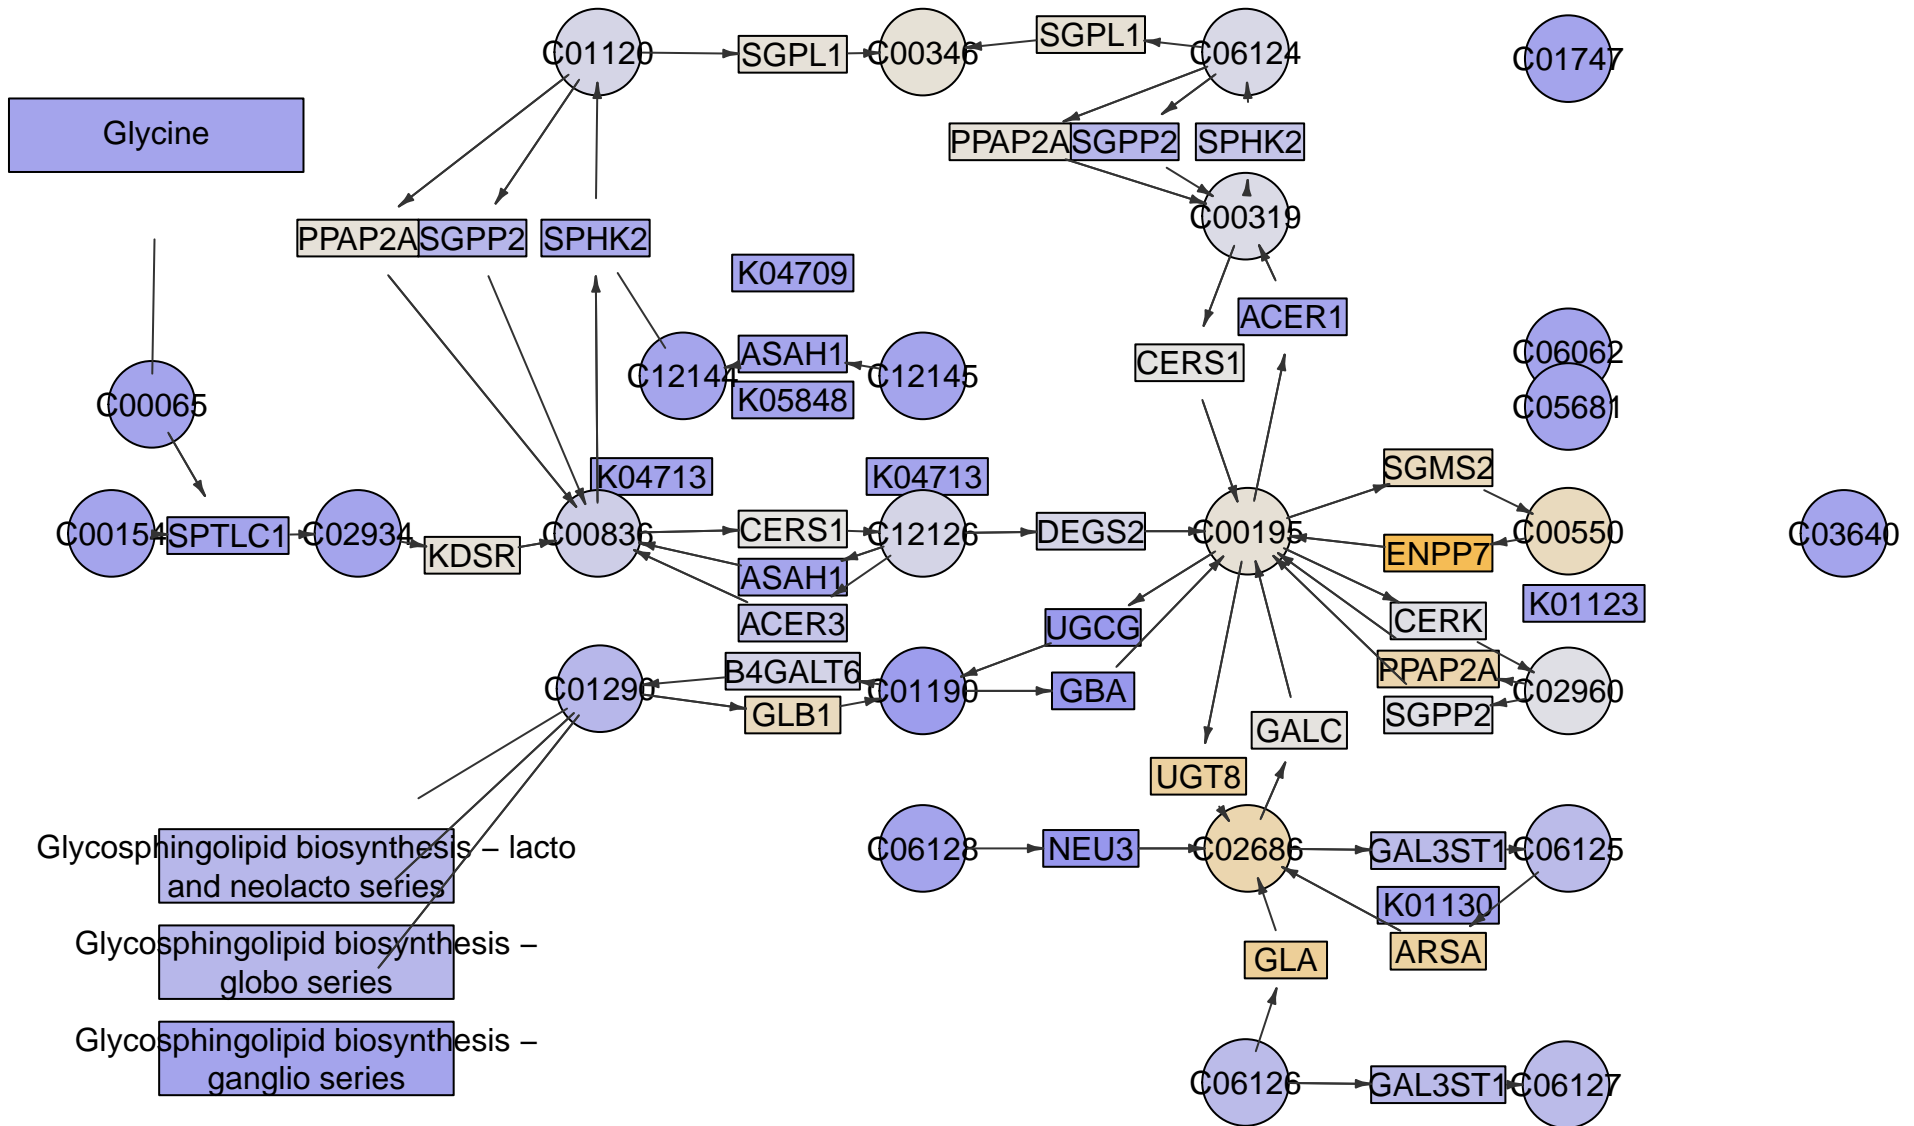 C01120
SGPL1
C00346
SGPL1
C06124
C01747
Glycine
PPAP2A
SGPP2
SPHK2
PPAP2A
SGPP2
SPHK2
C00319
K04709
ACER1
ASAH1
CERS1
C06062
C12144
C12145
C00065
K05848
C05681
K04713
K04713
SGMS2
C00154
SPTLC1
C02934
KDSR
C00836
CERS1
C12126
DEGS2
C00195
ENPP7
C00550
C03640
ASAH1
ACER3
UGCG
CERK
K01123
C01290
B4GALT6
GLB1
C01190
GBA
PPAP2A
SGPP2
C02960
GALC
UGT8
Glycosphingolipid biosynthesis – lacto
and neolacto series
C06128
NEU3
C02686
GAL3ST1
C06125
K01130
Glycosphingolipid biosynthesis –
globo series
GLA
ARSA
Glycosphingolipid biosynthesis –
ganglio series
C06126
GAL3ST1
C06127